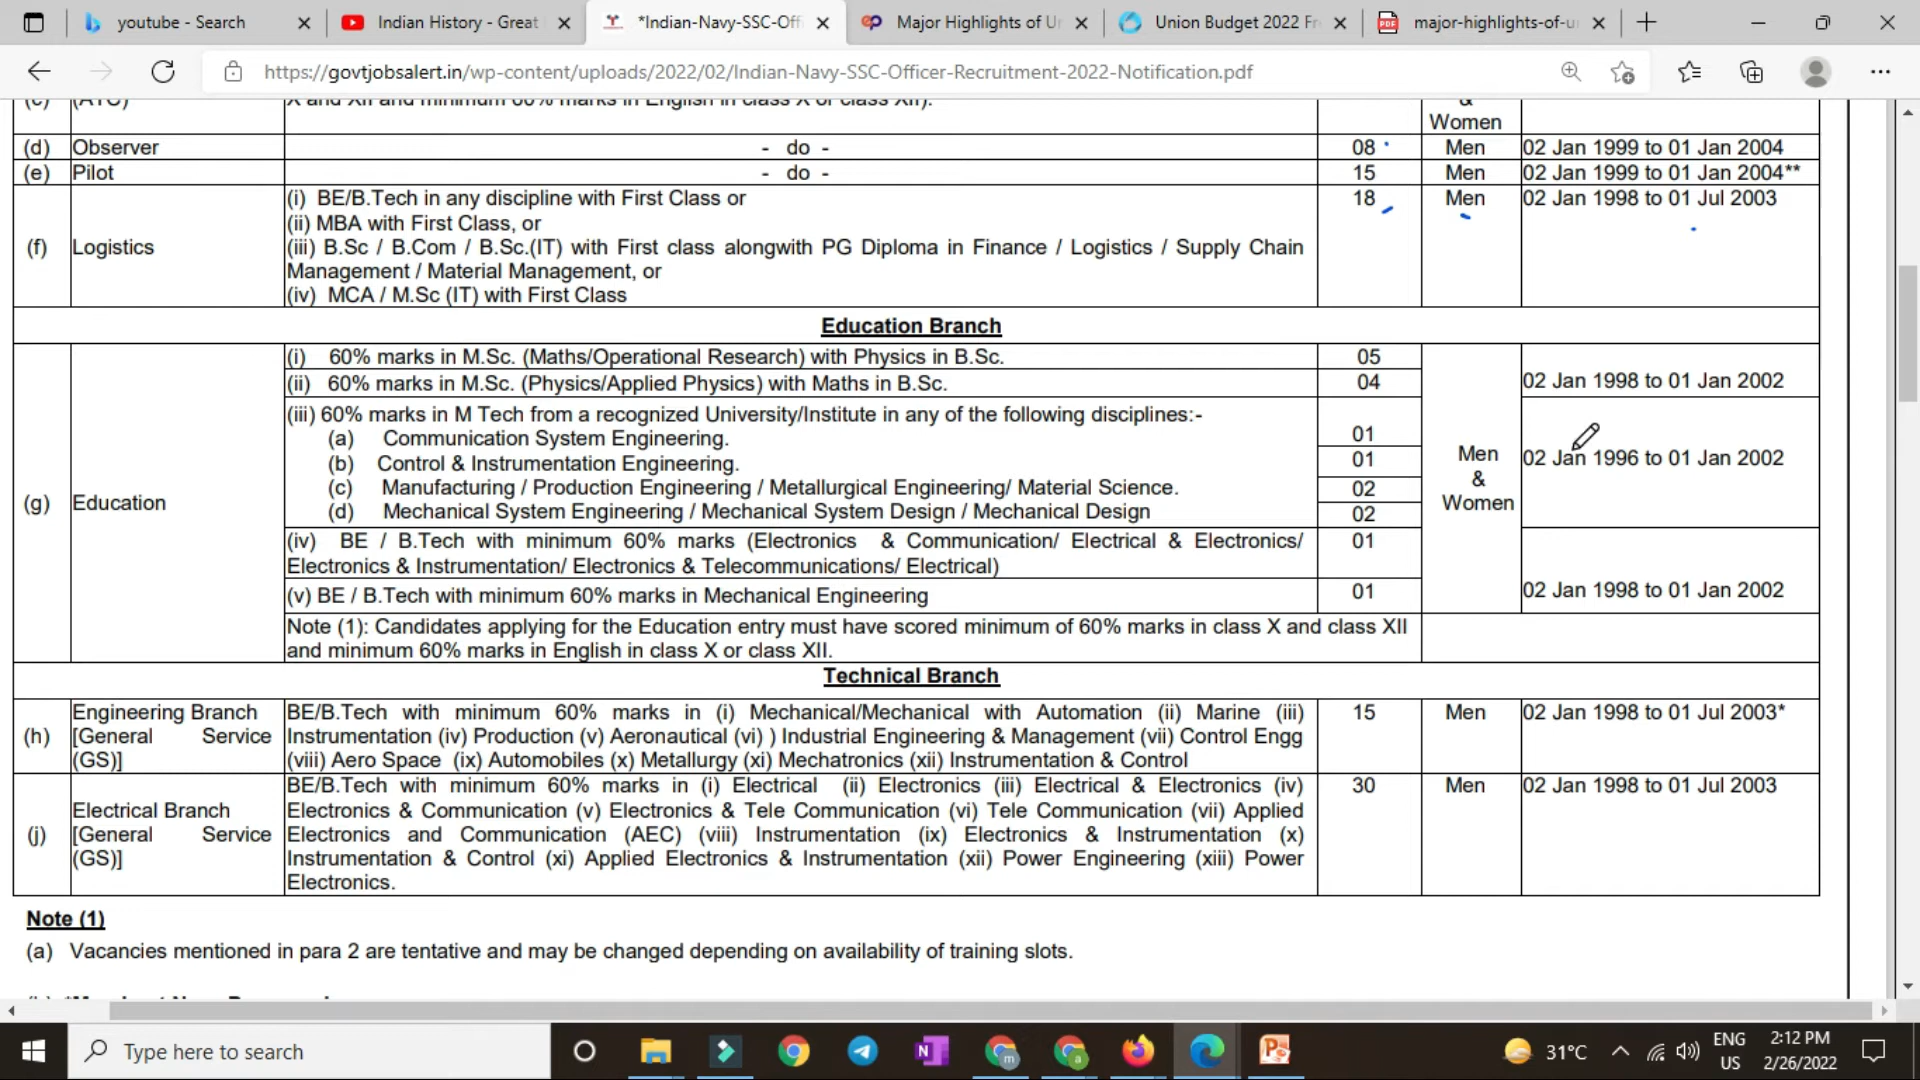 youtube - Search
Indian History - Great
*Indian-Navy-SSC-Off
Major Highlights of U
Union Budget 2022 Fr
major-highlights-of-u
https://govtjobsalert.in/wp-content/uploads/2022/02/Indian-Navy-SSC-Officer-Recruitment-2022-Notification.pdf
(c) (ATC) X and XII and minimum 60% marks in English in class X or class XII). &
Women
(d) Observer - do - 08 Men 02 Jan 1999 to 01 Jan 2004
(e) Pilot - do - 15 Men 02 Jan 1999 to 01 Jan 2004**
(i) BE/B.Tech in any discipline with First Class or 18 Men 02 Jan 1998 to 01 Jul 2003
(ii) MBA with First Class, or
(f) Logistics (iii) B.Sc / B.Com / B.Sc.(IT) with First class alongwith PG Diploma in Finance / Logistics / Supply Chain
Management / Material Management, or
(iv) MCA / M.Sc (IT) with First Class
Education Branch
(i) 60% marks in M.Sc. (Maths/Operational Research) with Physics in B.Sc. 05
(ii) 60% marks in M.Sc. (Physics/Applied Physics) with Maths in B.Sc. 04 02 Jan 1998 to 01 Jan 2002
(iii) 60% marks in M Tech from a recognized University/Institute in any of the following disciplines:-
(a) Communication System Engineering. 01
(b) Control & Instrumentation Engineering. 01 Men 02 Jan 1996 to 01 Jan 2002
(c) Manufacturing / Production Engineering / Metallurgical Engineering/ Material Science. 02 &
(g) Education (d) Mechanical System Engineering / Mechanical System Design / Mechanical Design 02 Women
(iv) BE / B.Tech with minimum 60% marks (Electronics & Communication/ Electrical & Electronics/ 01
Electronics & Instrumentation/ Electronics & Telecommunications/ Electrical)
(v) BE / B.Tech with minimum 60% marks in Mechanical Engineering 01 02 Jan 1998 to 01 Jan 2002
Note (1): Candidates applying for the Education entry must have scored minimum of 60% marks in class X and class XII
and minimum 60% marks in English in class X or class XII.
Technical Branch
Engineering Branch BE/B.Tech with minimum 60% marks in (i) Mechanical/Mechanical with Automation (ii) Marine (iii) 15 Men 02 Jan 1998 to 01 Jul 2003*
(h) [General Service Instrumentation (iv) Production (v) Aeronautical (vi) ) Industrial Engineering & Management (vii) Control Engg
(GS)] (viii) Aero Space (ix) Automobiles (x) Metallurgy (xi) Mechatronics (xii) Instrumentation & Control
BE/B.Tech with minimum 60% marks in (i) Electrical (ii) Electronics (iii) Electrical & Electronics (iv) 30 Men 02 Jan 1998 to 01 Jul 2003
Electrical Branch Electronics & Communication (v) Electronics & Tele Communication (vi) Tele Communication (vii) Applied
(j) [General Service Electronics and Communication (AEC) (viii) Instrumentation (ix) Electronics & Instrumentation (x)
(GS)] Instrumentation & Control (xi) Applied Electronics & Instrumentation (xii) Power Engineering (xiii) Power
Electronics.
Note (1)
(a) Vacancies mentioned in para 2 are tentative and may be changed depending on availability of training slots.
Type here to search
31°C
ENG
US
2:12 PM
2/26/2022